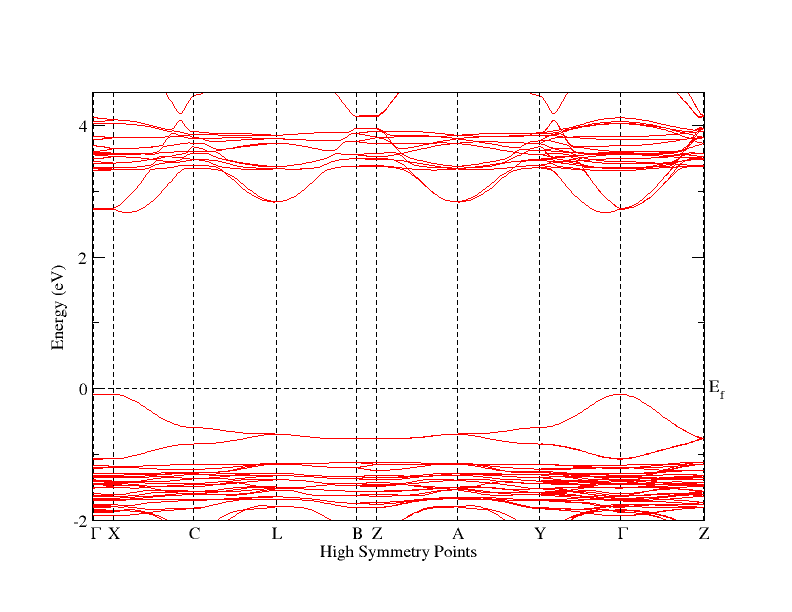 4
2
0
-2
Energy (eV)
E_f
Γ X C L B Z A Y Γ Z
High Symmetry Points